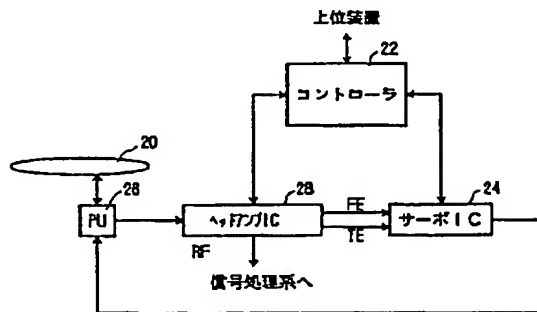 上位装置
22
コントローラ
20
26
PU
28
ヘッドアンプIC
RF
FE
TE
24
サーボIC
信号処理系へ